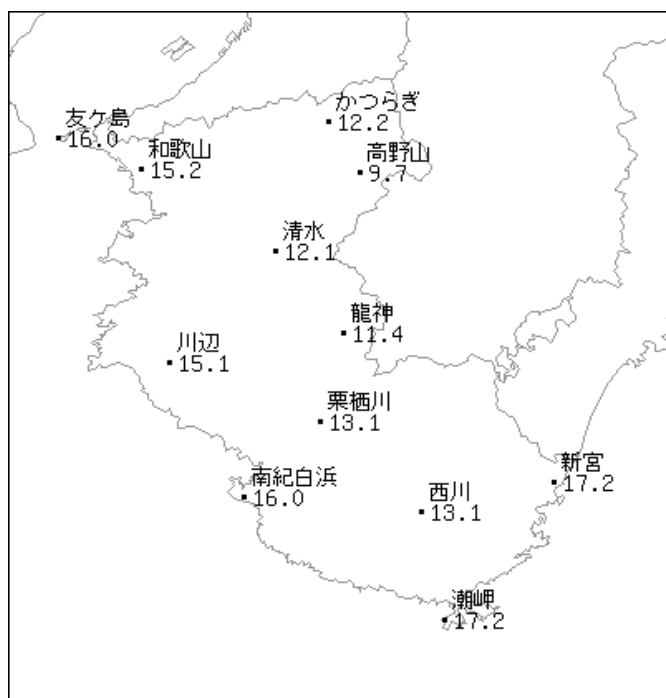 かつらぎ
12.2
友ケ島
16.0
和歌山
15.2
高野山
9.7
清水
12.1
龍神
11.4
川辺
15.1
栗栖川
13.1
新宮
17.2
南紀白浜
16.0
西川
13.1
潮岬
17.2